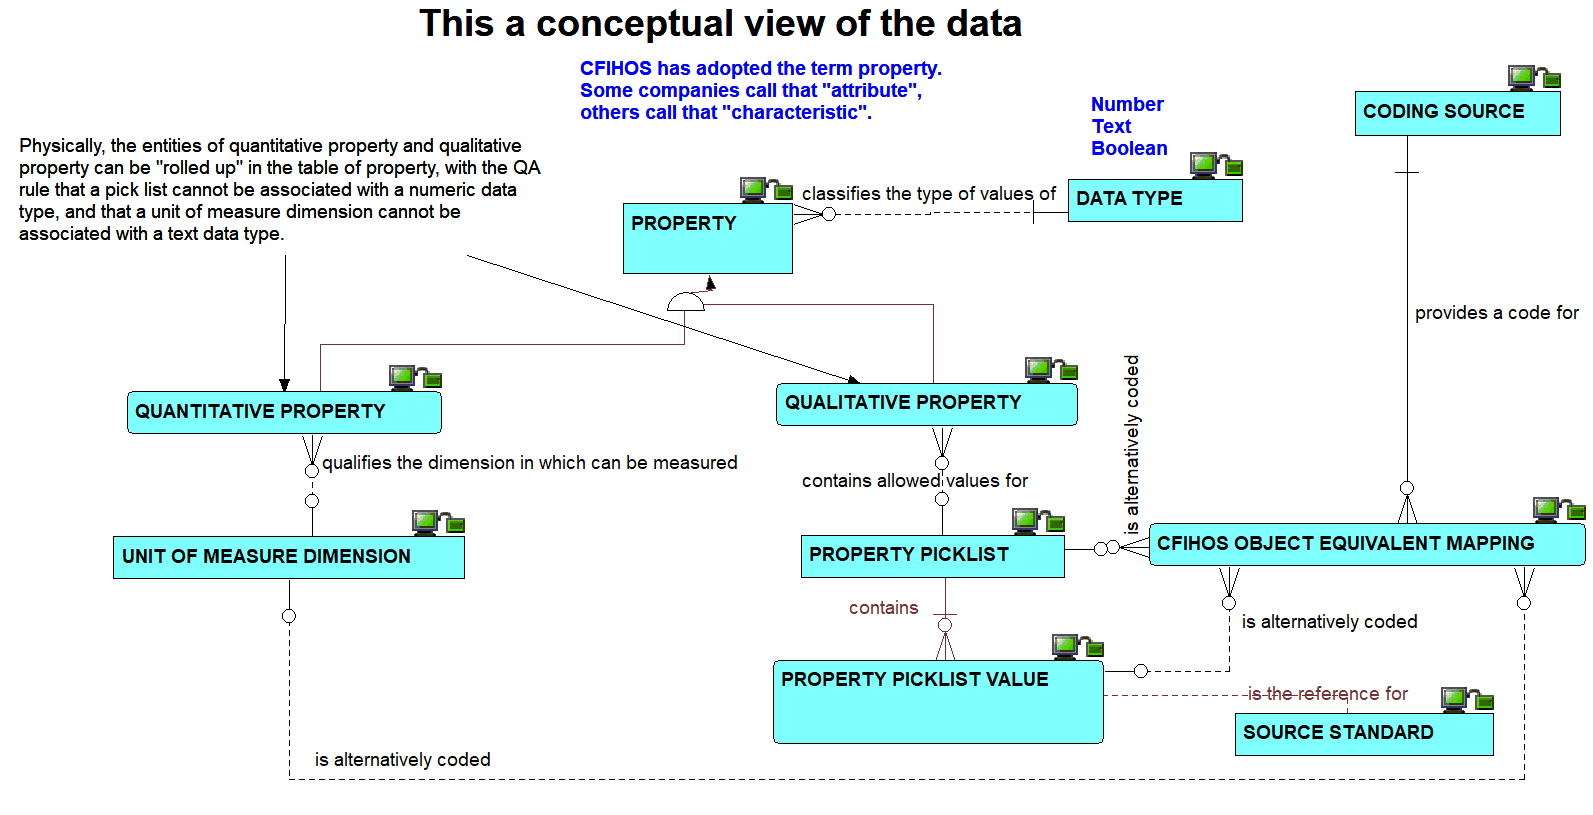 This a conceptual view of the data
CFIHOS has adopted the term property.
Some companies call that "attribute",
others call that "characteristic".
Number
Text
Boolean
CODING SOURCE
Physically, the entities of quantitative property and qualitative
property can be "rolled up" in the table of property, with the QA
rule that a pick list cannot be associated with a numeric data
type, and that a unit of measure dimension cannot be
associated with a text data type.
classifies the type of values of
DATA TYPE
PROPERTY
provides a code for
is alternatively coded
QUANTITATIVE PROPERTY
QUALITATIVE PROPERTY
qualifies the dimension in which can be measured
contains allowed values for
UNIT OF MEASURE DIMENSION
PROPERTY PICKLIST
CFIHOS OBJECT EQUIVALENT MAPPING
contains
is alternatively coded
PROPERTY PICKLIST VALUE
is the reference for
SOURCE STANDARD
is alternatively coded